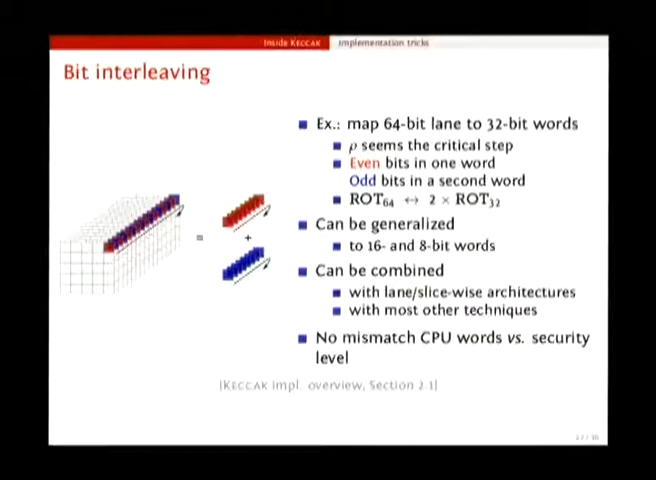 Inside KECCAK
Implementation tricks
Bit interleaving
Ex.: map 64-bit lane to 32-bit words
ρ seems the critical step
Even bits in one word
Odd bits in a second word
ROT64 ↔ 2 × ROT32
Can be generalized
to 16- and 8-bit words
Can be combined
with lane/slice-wise architectures
with most other techniques
No mismatch CPU words vs. security
level
=
+
[KECCAK impl. overview, Section 2.1]